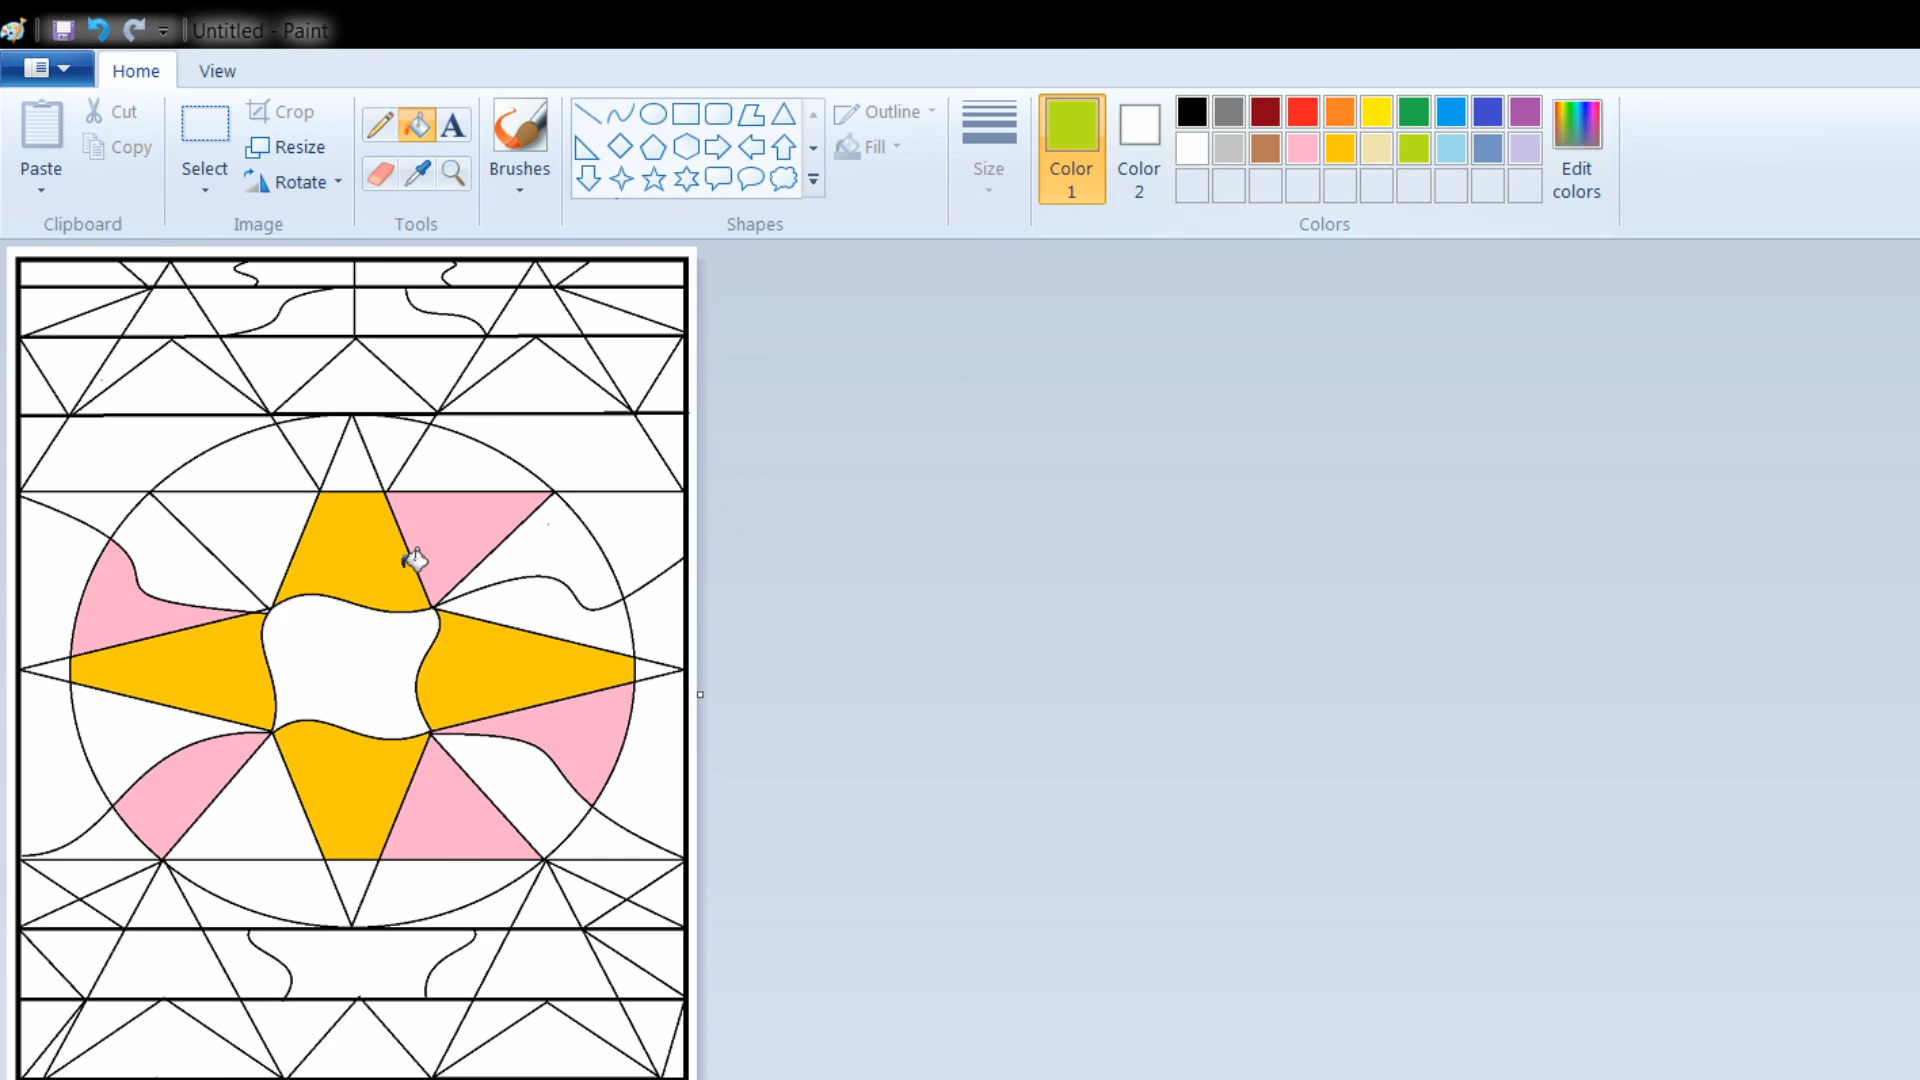 Untitled - Paint
Home View
Cut
Copy
Paste
Clipboard
Select
Crop
Resize
Rotate
Image
A
Tools
Brushes
Outline
Fill
Shapes
Size
Color
1
Color
2
Edit
colors
Colors